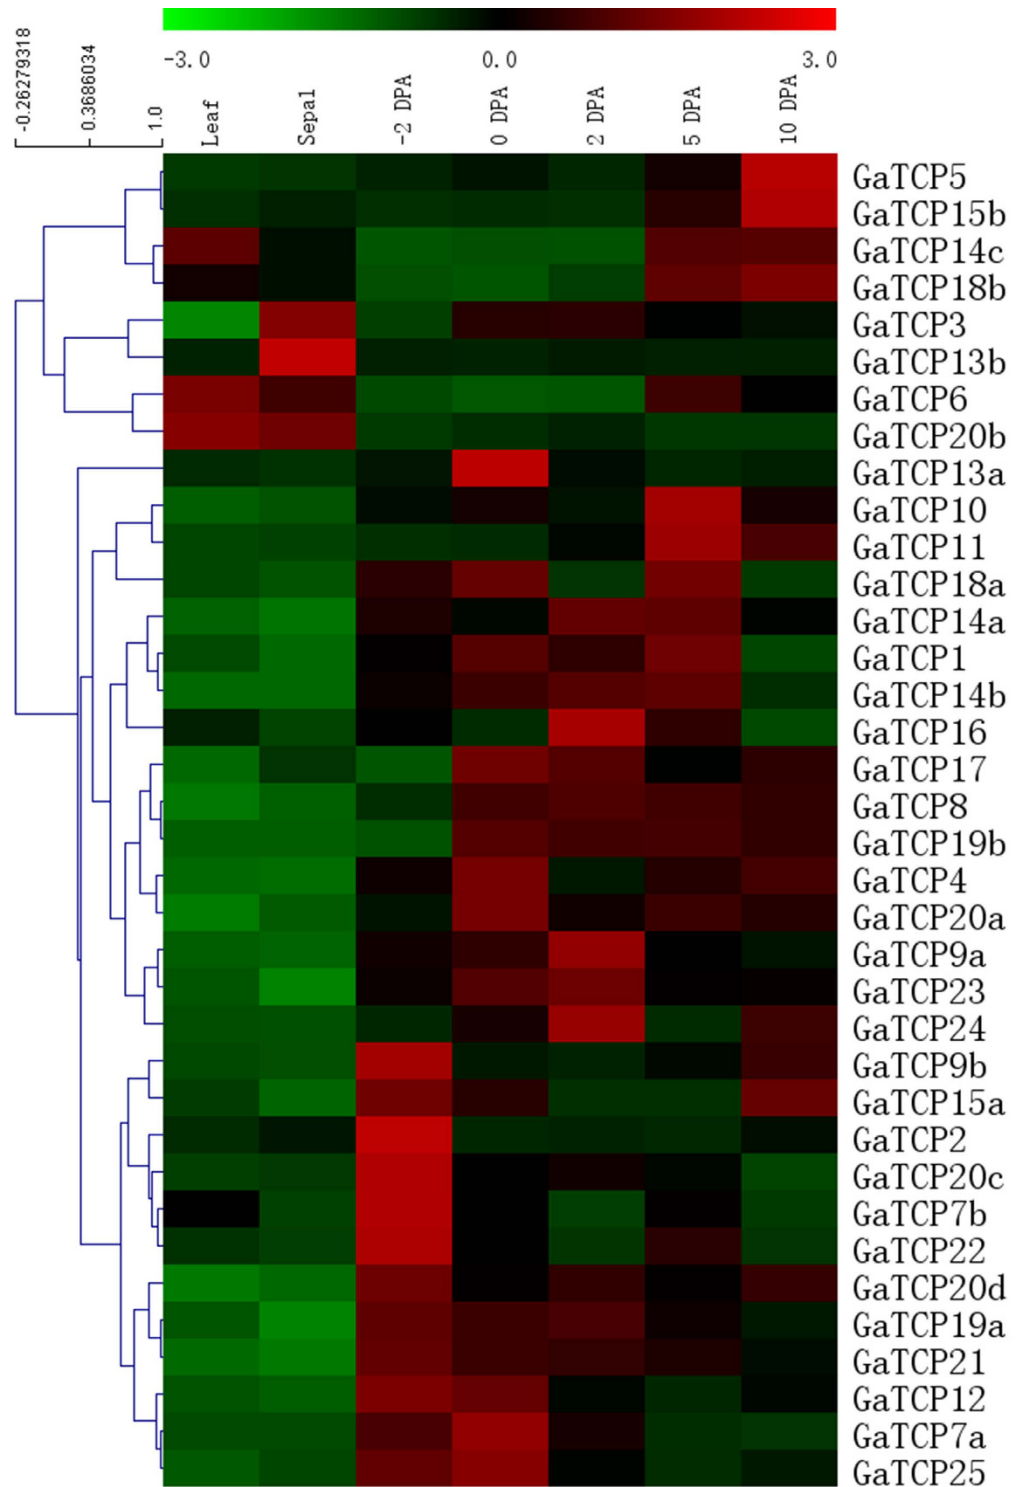 -3.0 0.0 3.0
-0.26279318
0.3686034
1.0
Leaf
Sepal
-2 DPA
0 DPA
2 DPA
5 DPA
10 DPA
GaTCP5
GaTCP15b
GaTCP14c
GaTCP18b
GaTCP3
GaTCP13b
GaTCP6
GaTCP20b
GaTCP13a
GaTCP10
GaTCP11
GaTCP18a
GaTCP14a
GaTCP1
GaTCP14b
GaTCP16
GaTCP17
GaTCP8
GaTCP19b
GaTCP4
GaTCP20a
GaTCP9a
GaTCP23
GaTCP24
GaTCP9b
GaTCP15a
GaTCP2
GaTCP20c
GaTCP7b
GaTCP22
GaTCP20d
GaTCP19a
GaTCP21
GaTCP12
GaTCP7a
GaTCP25